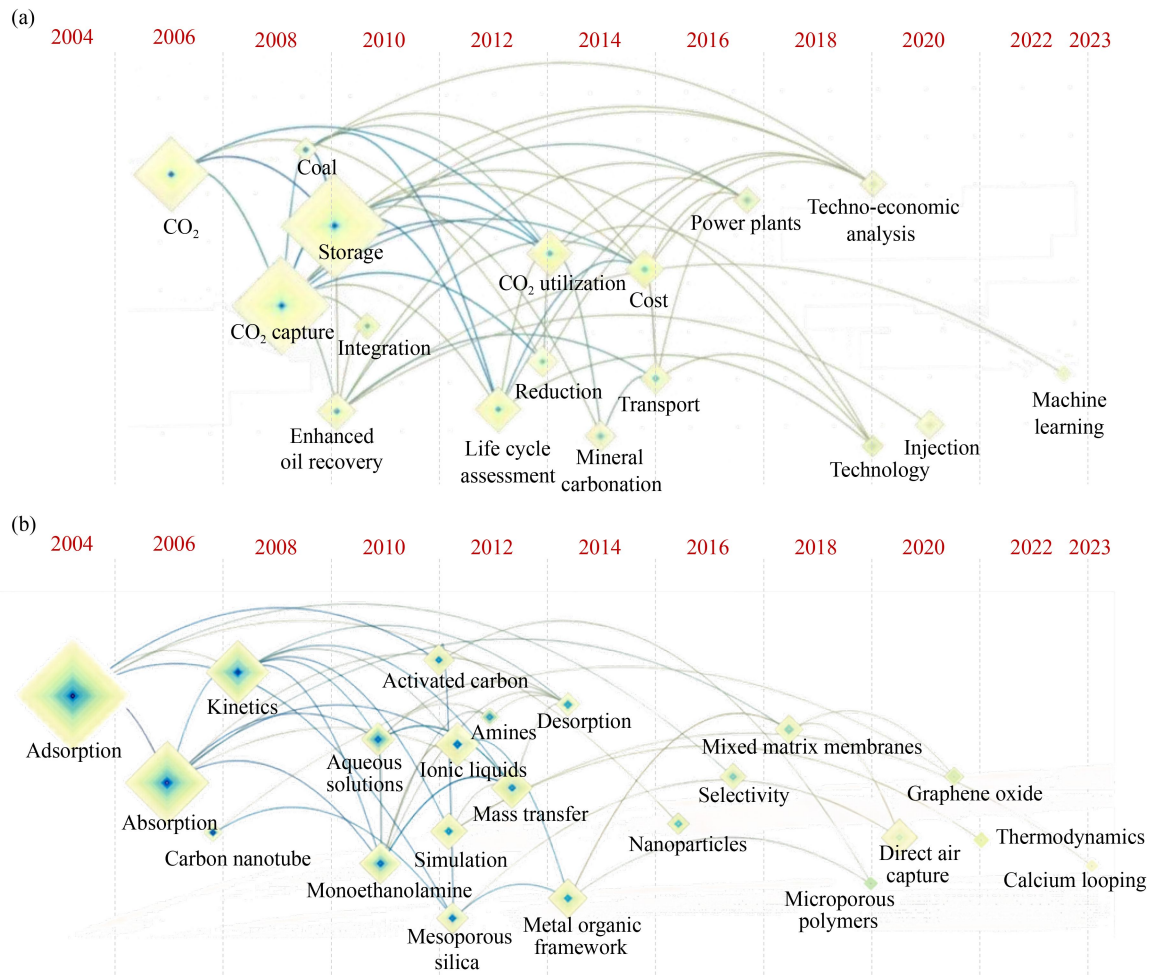 (a)
2004 2006 2008 2010 2012 2014 2016 2018 2020 2022 2023
Coal
CO₂
Storage
Power plants
Techno-economic
analysis
CO₂ utilization
Cost
CO₂ capture
Integration
Reduction
Transport
Machine
learning
Enhanced
oil recovery
Life cycle
assessment
Mineral
carbonation
Injection
Technology
(b)
2004 2006 2008 2010 2012 2014 2016 2018 2020 2022 2023
Activated carbon
Kinetics
Desorption
Amines
Adsorption
Aqueous
solutions
Ionic liquids
Mixed matrix membranes
Selectivity
Graphene oxide
Mass transfer
Absorption
Carbon nanotube
Simulation
Nanoparticles
Thermodynamics
Direct air
capture
Calcium looping
Monoethanolamine
Microporous
polymers
Mesoporous
silica
Metal organic
framework